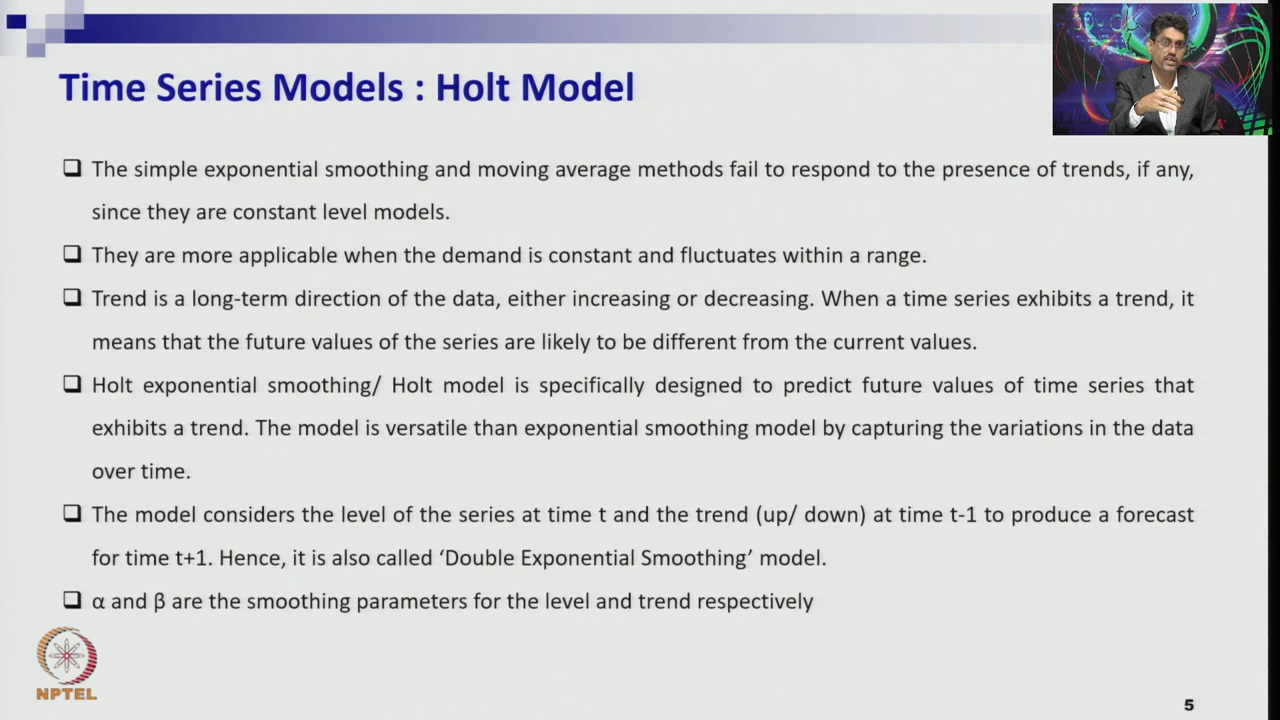 Time Series Models : Holt Model
❑ The simple exponential smoothing and moving average methods fail to respond to the presence of trends, if any,
since they are constant level models.
❑ They are more applicable when the demand is constant and fluctuates within a range.
❑ Trend is a long-term direction of the data, either increasing or decreasing. When a time series exhibits a trend, it
means that the future values of the series are likely to be different from the current values.
❑ Holt exponential smoothing/ Holt model is specifically designed to predict future values of time series that
exhibits a trend. The model is versatile than exponential smoothing model by capturing the variations in the data
over time.
❑ The model considers the level of the series at time t and the trend (up/ down) at time t-1 to produce a forecast
for time t+1. Hence, it is also called ‘Double Exponential Smoothing’ model.
❑ α and β are the smoothing parameters for the level and trend respectively
NPTEL
5